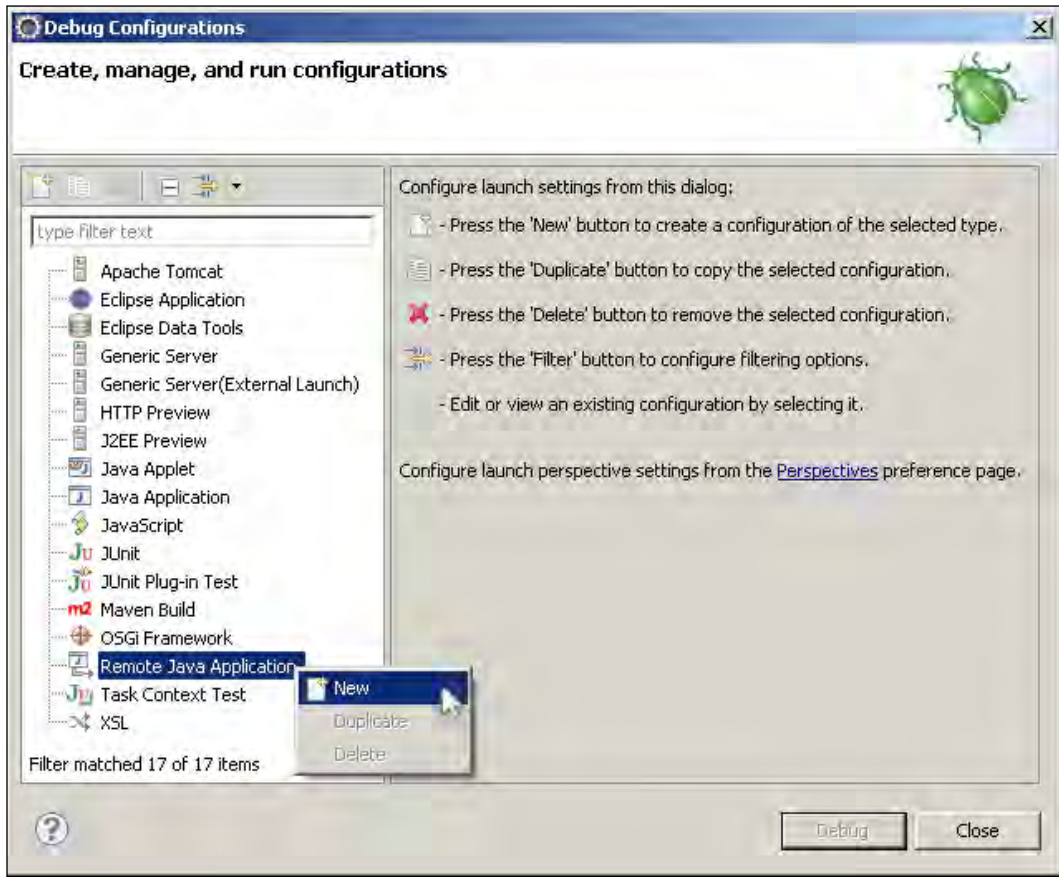 Debug Configurations
Create, manage, and run configurations
type filter text
Apache Tomcat
Eclipse Application
Eclipse Data Tools
Generic Server
Generic Server(External Launch)
HTTP Preview
J2EE Preview
Java Applet
Java Application
JavaScript
Ju JUnit
Ju JUnit Plug-in Test
m2 Maven Build
OSGi Framework
Remote Java Application
Ju Task Context Test
XSL
New
Duplicate
Delete
Filter matched 17 of 17 items
Configure launch settings from this dialog:
- Press the 'New' button to create a configuration of the selected type.
- Press the 'Duplicate' button to copy the selected configuration.
- Press the 'Delete' button to remove the selected configuration.
- Press the 'Filter' button to configure filtering options.
- Edit or view an existing configuration by selecting it.
Configure launch perspective settings from the Perspectives preference page.
?
Debug
Close